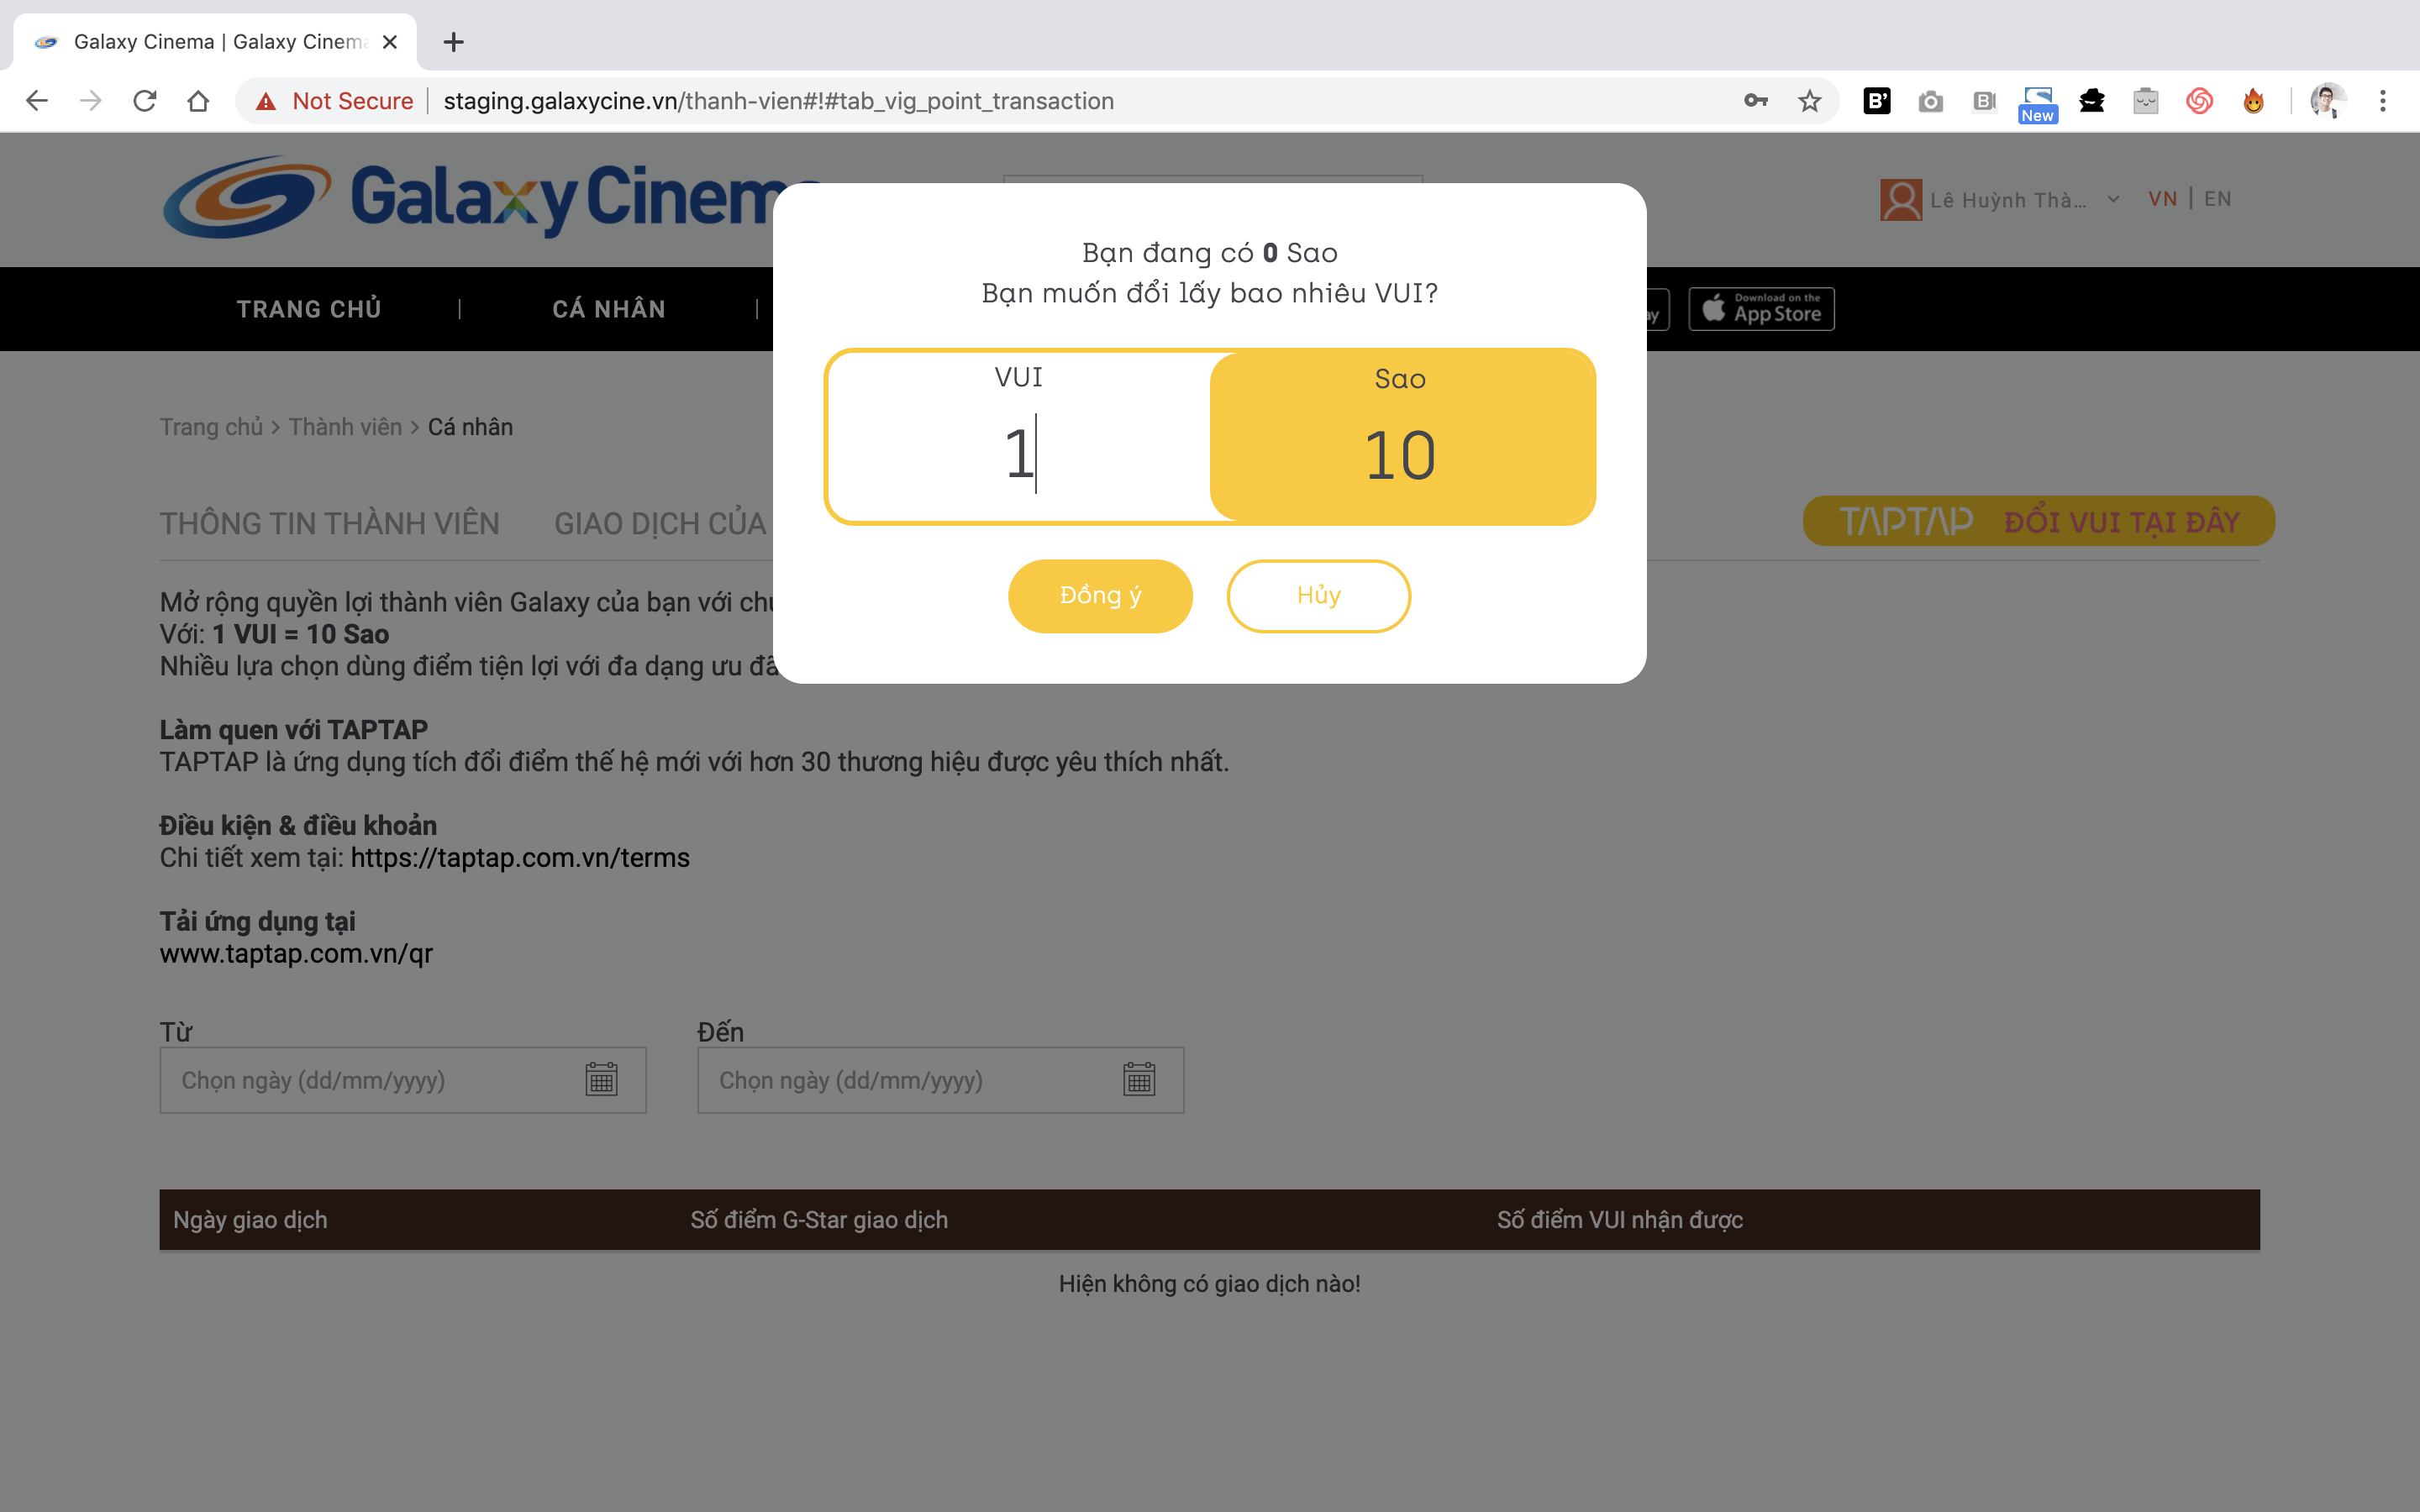 Galaxy Cinema | Galaxy Cinema
Not Secure
staging.galaxycine.vn/thanh-vien#!#tab_vig_point_transaction
B'
B
New
Galaxy Cinem
Lê Huỳnh Thà...
VN | EN
TRANG CHỦ | CÁ NHÂN |
ay
Download on the
App Store
Bạn đang có 0 Sao
Bạn muốn đổi lấy bao nhiêu VUI?
VUI
1
Sao
10
Đồng ý
Hủy
Trang chủ > Thành viên > Cá nhân
THÔNG TIN THÀNH VIÊN
GIAO DỊCH CỦA
TAPTAP ĐỔI VUI TẠI ĐÂY
Mở rộng quyền lợi thành viên Galaxy của bạn với
Với: 1 VUI = 10 Sao
Nhiều lựa chọn dùng điểm tiện lợi với đa dạng ưu
Làm quen với TAPTAP
TAPTAP là ứng dụng tích đổi điểm thế hệ mới với hơn 30 thương hiệu được yêu thích nhất.
Điều kiện & điều khoản
Chi tiết xem tại: https://taptap.com.vn/terms
Tải ứng dụng tại
www.taptap.com.vn/qr
Từ
Đến
Chọn ngày (dd/mm/yyyy)
Chọn ngày (dd/mm/yyyy)
Ngày giao dịch
Số điểm G-Star giao dịch
Số điểm VUI nhận được
Hiện không có giao dịch nào!